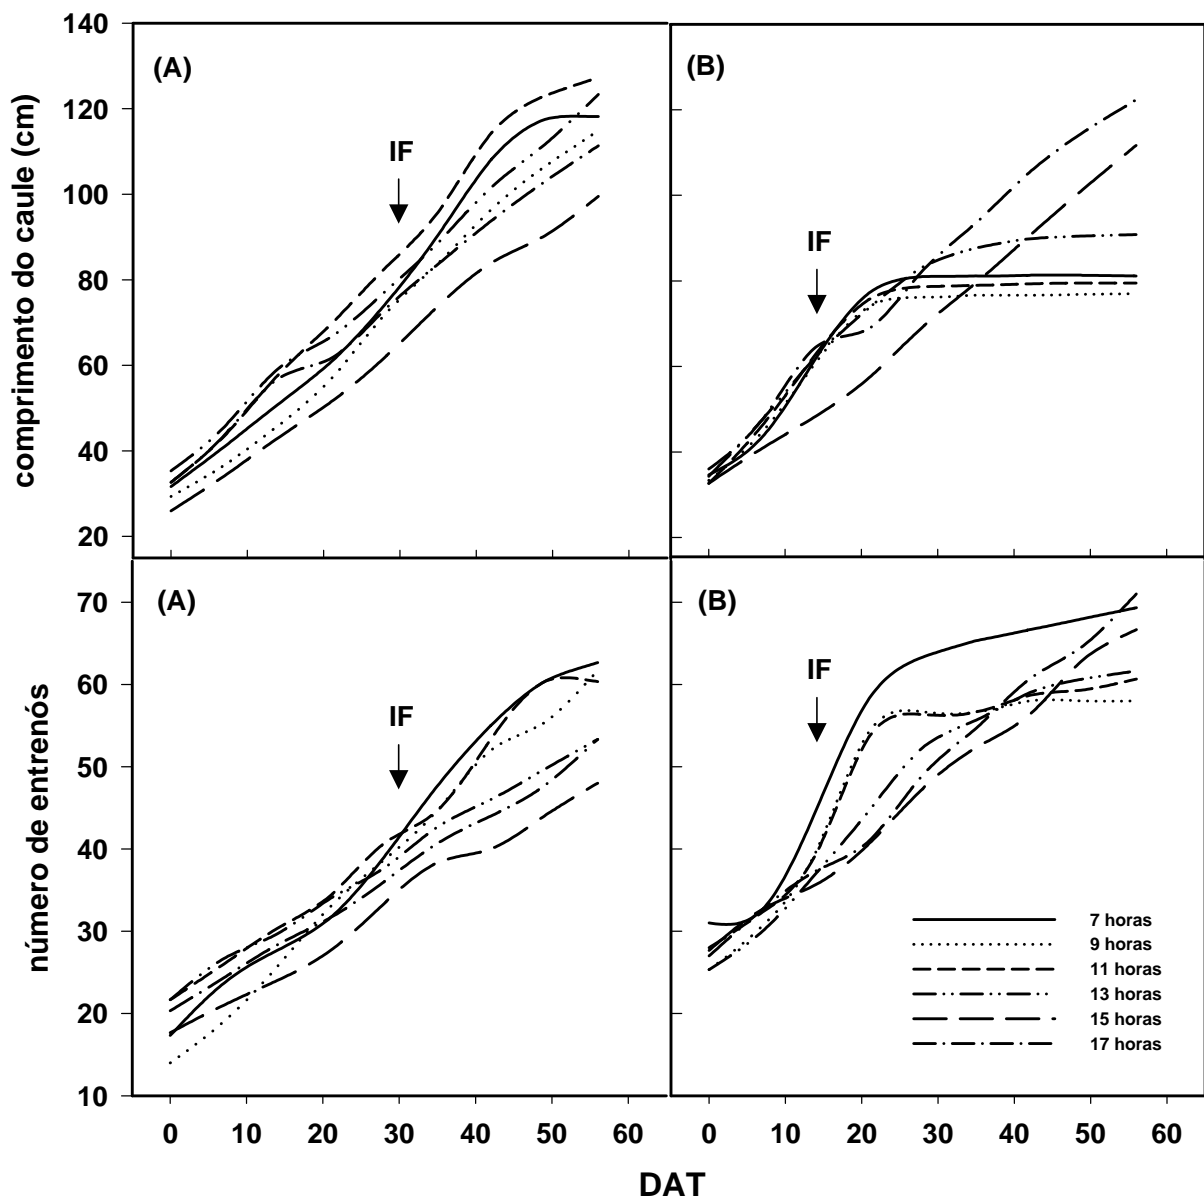 comprimento do caule (cm)
140
120
100
80
60
40
20
(A)
IF
(B)
IF
número de entrenós
70
60
50
40
30
20
10
(A)
IF
(B)
IF
7 horas
9 horas
11 horas
13 horas
15 horas
17 horas
0 10 20 30 40 50 60
0 10 20 30 40 50 60
DAT